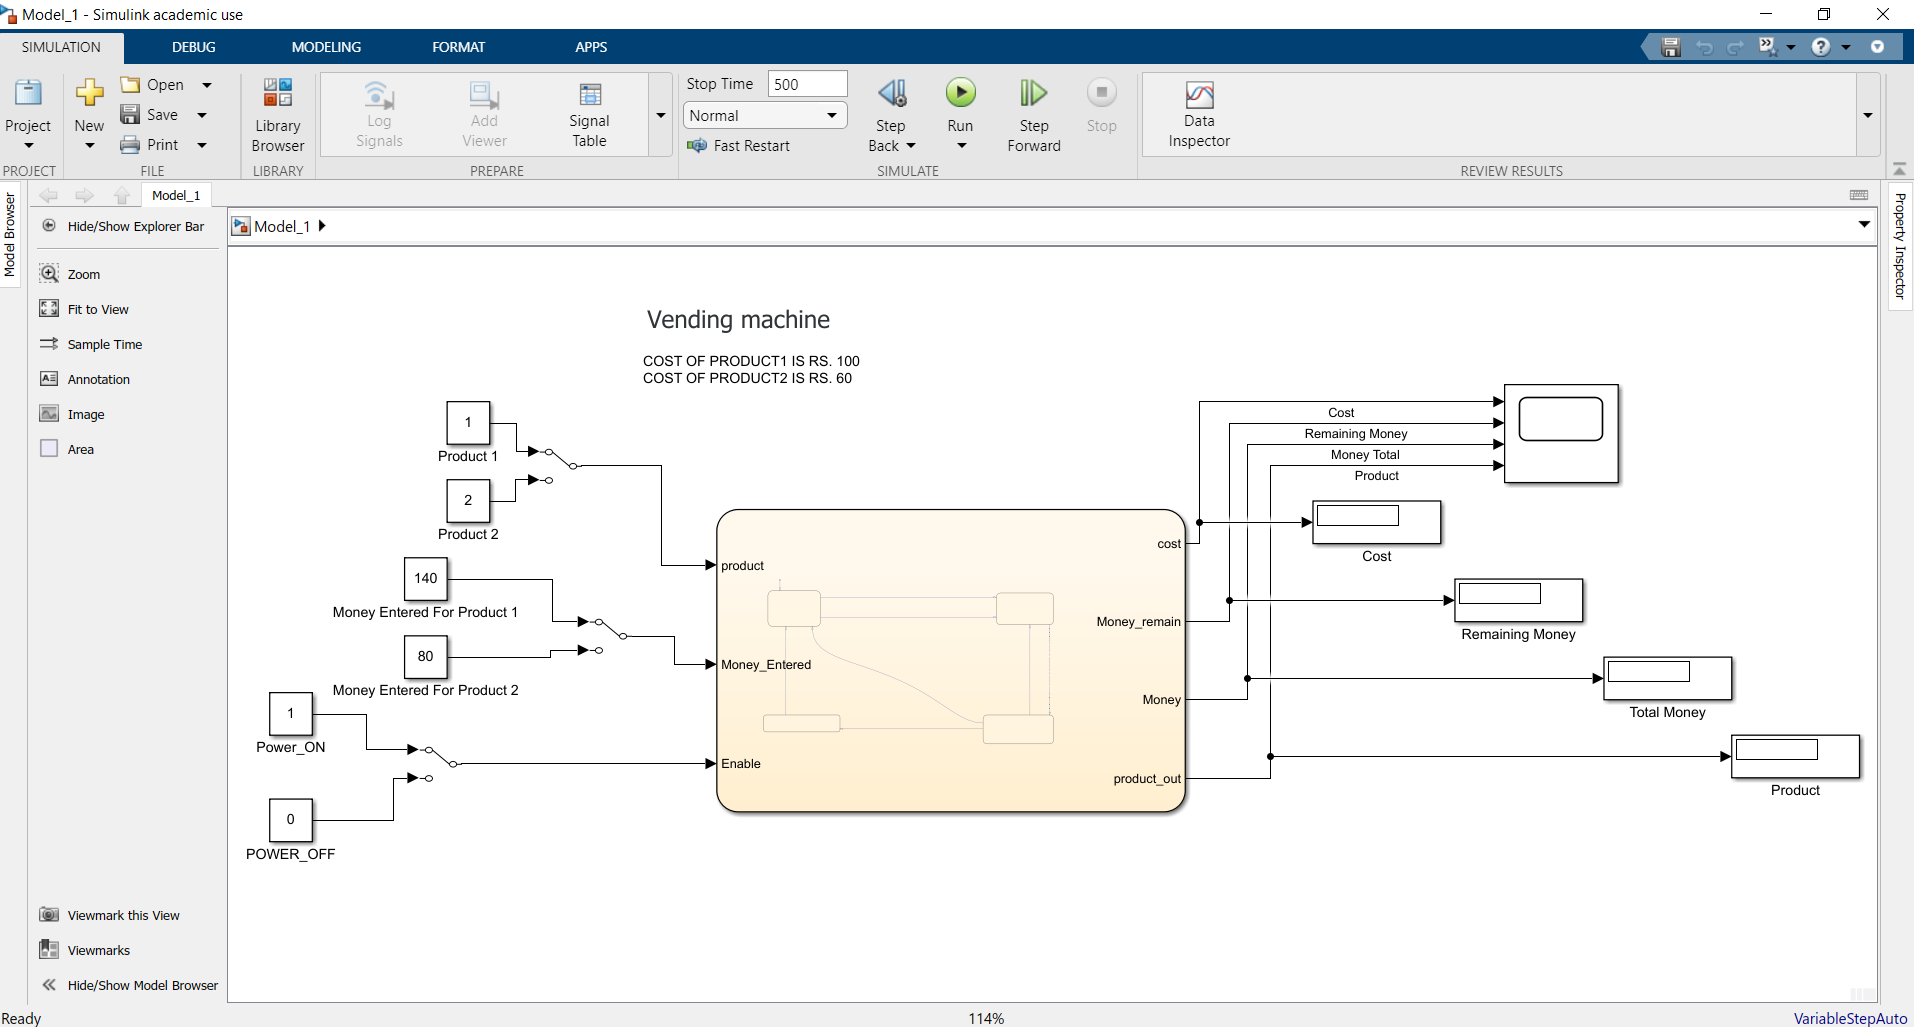 Model_1 - Simulink academic use
SIMULATION
DEBUG
MODELING
FORMAT
APPS
Project
New
Open
Save
Print
Library
Browser
Log
Signals
Add
Viewer
Signal
Table
Stop Time
500
Normal
Fast Restart
Step
Back
Run
Step
Forward
Stop
Data
Inspector
PROJECT
FILE
LIBRARY
PREPARE
SIMULATE
REVIEW RESULTS
Model Browser
Model_1
Hide/Show Explorer Bar
Model_1
Property Inspector
Zoom
Fit to View
Sample Time
Annotation
Image
Area
Viewmark this View
Viewmarks
Hide/Show Model Browser
Vending machine
COST OF PRODUCT1 IS RS. 100
COST OF PRODUCT2 IS RS. 60
1
Product 1
2
Product 2
140
Money Entered For Product 1
80
Money Entered For Product 2
1
Power_ON
0
POWER_OFF
product
Money_Entered
Enable
cost
Money_remain
Money
product_out
Cost
Remaining Money
Money Total
Product
Cost
Remaining Money
Total Money
Product
Ready
114%
VariableStepAuto